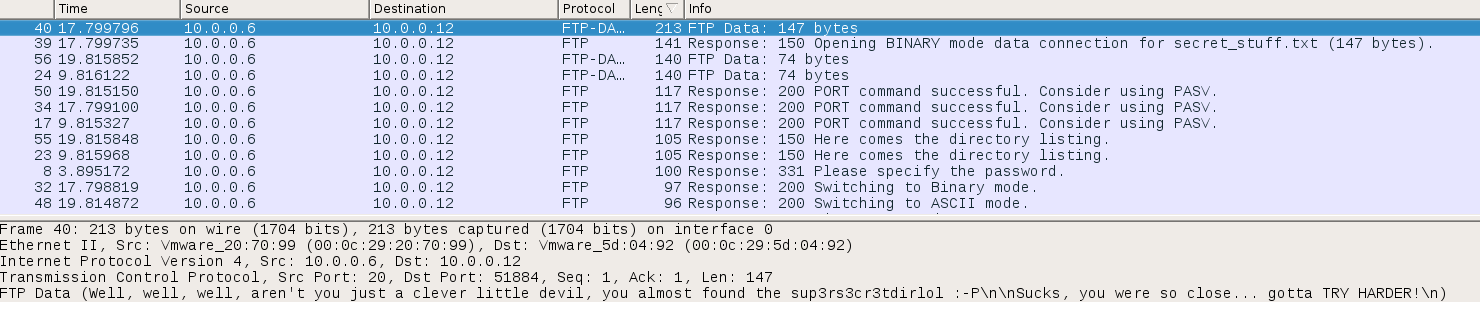 Time Source Destination Protocol Leng Info
40 17.799796 10.0.0.6 10.0.0.12 FTP-DA… 213 FTP Data: 147 bytes
39 17.799735 10.0.0.6 10.0.0.12 FTP 141 Response: 150 Opening BINARY mode data connection for secret_stuff.txt (147 bytes).
56 19.815852 10.0.0.6 10.0.0.12 FTP-DA… 140 FTP Data: 74 bytes
24 9.816122 10.0.0.6 10.0.0.12 FTP-DA… 140 FTP Data: 74 bytes
50 19.815150 10.0.0.6 10.0.0.12 FTP 117 Response: 200 PORT command successful. Consider using PASV.
34 17.799100 10.0.0.6 10.0.0.12 FTP 117 Response: 200 PORT command successful. Consider using PASV.
17 9.815327 10.0.0.6 10.0.0.12 FTP 117 Response: 200 PORT command successful. Consider using PASV.
55 19.815848 10.0.0.6 10.0.0.12 FTP 105 Response: 150 Here comes the directory listing.
23 9.815968 10.0.0.6 10.0.0.12 FTP 105 Response: 150 Here comes the directory listing.
8 3.895172 10.0.0.6 10.0.0.12 FTP 100 Response: 331 Please specify the password.
32 17.798819 10.0.0.6 10.0.0.12 FTP 97 Response: 200 Switching to Binary mode.
48 19.814872 10.0.0.6 10.0.0.12 FTP 96 Response: 200 Switching to ASCII mode.
Frame 40: 213 bytes on wire (1704 bits), 213 bytes captured (1704 bits) on interface 0
Ethernet II, Src: Vmware_20:70:99 (00:0c:29:20:70:99), Dst: Vmware_5d:04:92 (00:0c:29:5d:04:92)
Internet Protocol Version 4, Src: 10.0.0.6, Dst: 10.0.0.12
Transmission Control Protocol, Src Port: 20, Dst Port: 51884, Seq: 1, Ack: 1, Len: 147
FTP Data (Well, well, well, aren't you just a clever little devil, you almost found the sup3rs3cr3tdirlol :-P\n\nSucks, you were so close... gotta TRY HARDER!\n)